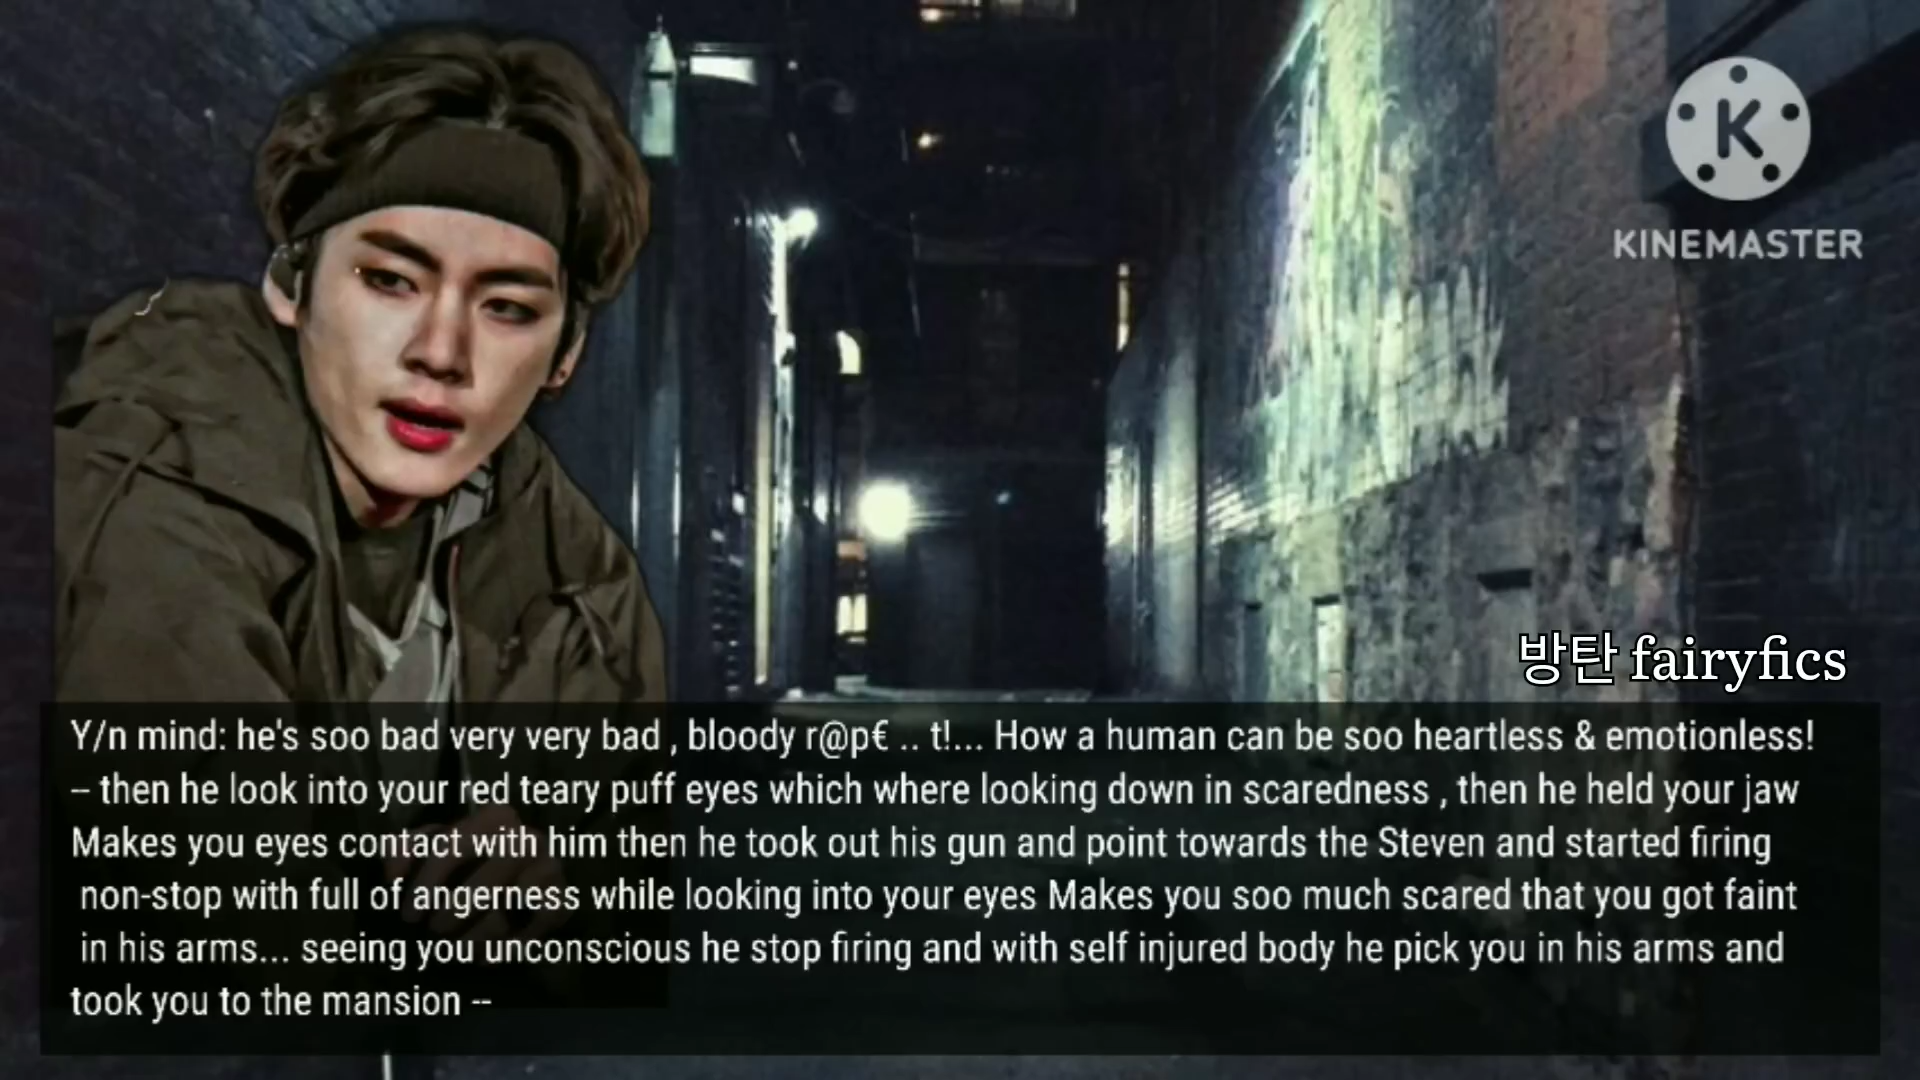 K
KINEMASTER
방탄 fairyfics
Y/n mind: he's soo bad very very bad , bloody r@p€ .. t!... How a human can be soo heartless & emotionless!
-- then he look into your red teary puff eyes which where looking down in scaredness , then he held your jaw
Makes you eyes contact with him then he took out his gun and point towards the Steven and started firing
non-stop with full of angerness while looking into your eyes Makes you soo much scared that you got faint
in his arms... seeing you unconscious he stop firing and with self injured body he pick you in his arms and
took you to the mansion --